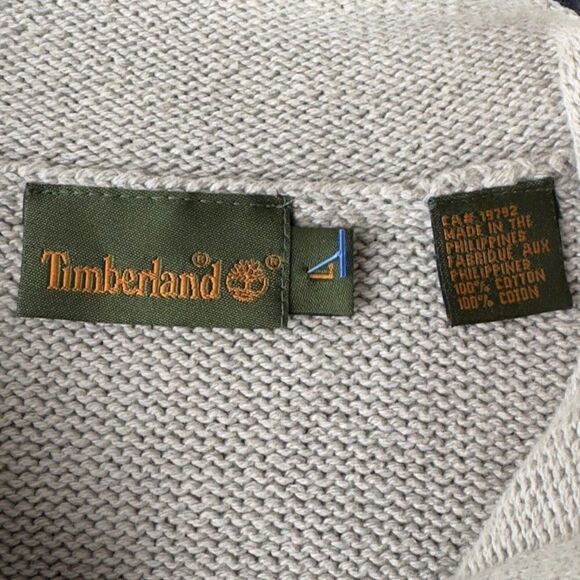 Timberland® ®
L
CA# 19792
MADE IN THE
PHILIPPINES
FABRIQUE AUX
PHILIPPINES
100% COTTON
100% COTON